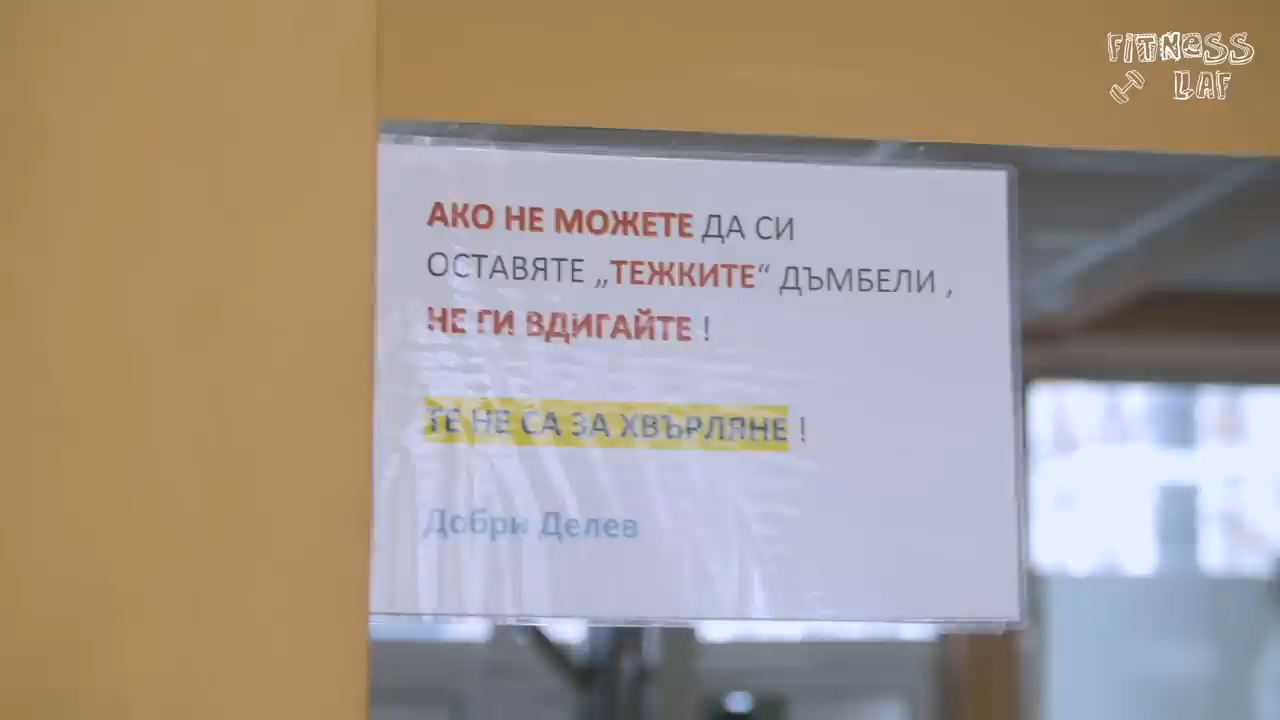 FITNESS
LAF
АКО НЕ МОЖЕТЕ ДА СИ
ОСТАВЯТЕ „ТЕЖКИТЕ“ ДЪМБЕЛИ ,
НЕ ГИ ВДИГАЙТЕ !
ТЕ НЕ СА ЗА ХВЪРЛЯНЕ !
Добри Делев